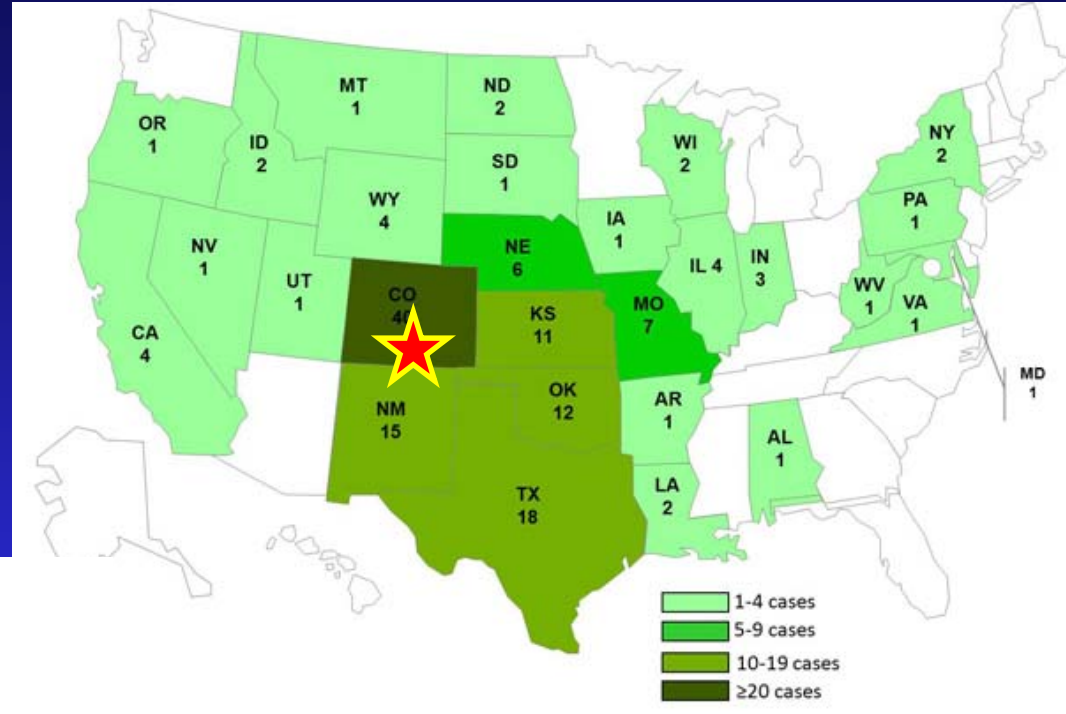 MT
1
ND
2
OR
1
ID
2
WI
2
NY
2
SD
1
WY
4
PA
1
IA
1
NE
6
NV
1
IL 4
IN
3
UT
1
WV
1
VA
1
CO
MO
7
KS
11
CA
4
MD
1
OK
12
AR
1
NM
15
AL
1
LA
2
TX
18
1-4 cases
5-9 cases
10-19 cases
≥20 cases